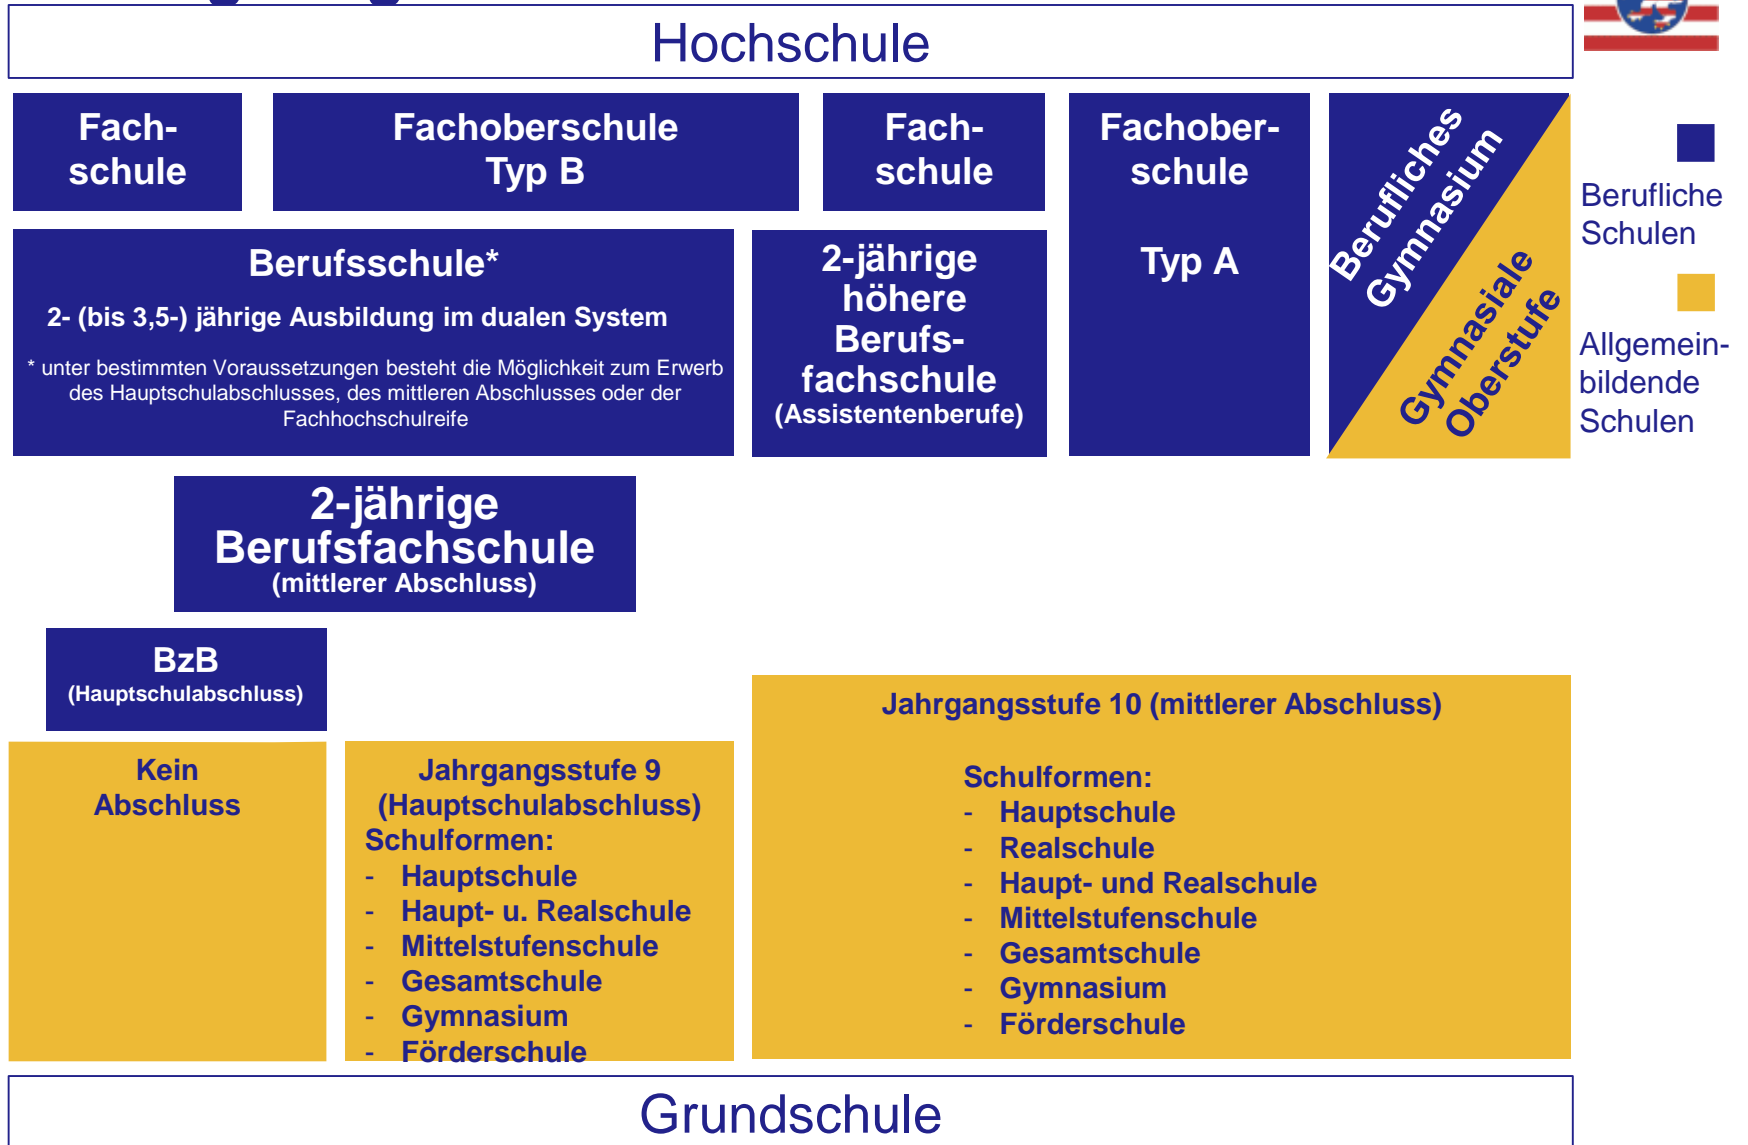 Hochschule
Fach-
schule
Fachoberschule
Typ B
Fach-
schule
Fachober-
schule
Typ A
Berufliches
Gymnasium
Gymnasiale
Oberstufe
Berufliche
Schulen
Allgemein-
bildende
Schulen
Berufsschule*
2- (bis 3,5-) jährige Ausbildung im dualen System
* unter bestimmten Voraussetzungen besteht die Möglichkeit zum Erwerb
des Hauptschulabschlusses, des mittleren Abschlusses oder der
Fachhochschulreife
2-jährige
höhere
Berufs-
fachschule
(Assistentenberufe)
2-jährige
Berufsfachschule
(mittlerer Abschluss)
BzB
(Hauptschulabschluss)
Kein
Abschluss
Jahrgangsstufe 9
(Hauptschulabschluss)
Schulformen:
- Hauptschule
- Haupt- u. Realschule
- Mittelstufenschule
- Gesamtschule
- Gymnasium
- Förderschule
Jahrgangsstufe 10 (mittlerer Abschluss)
Schulformen:
- Hauptschule
- Realschule
- Haupt- und Realschule
- Mittelstufenschule
- Gesamtschule
- Gymnasium
- Förderschule
Grundschule